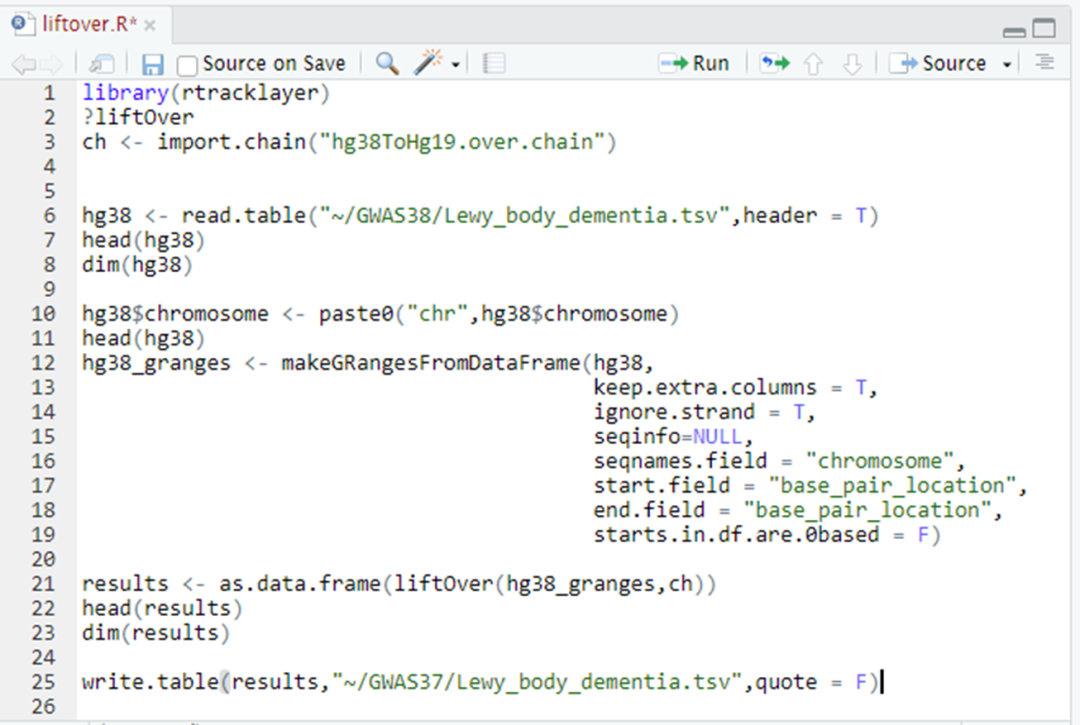 liftover.R*
Source on Save
Run
Source
1 library(rtracklayer)
2 ?liftOver
3 ch <- import.chain("hg38ToHg19.over.chain")
4
5
6 hg38 <- read.table("~/GWAS38/Lewy_body_dementia.tsv",header = T)
7 head(hg38)
8 dim(hg38)
9
10 hg38$chromosome <- paste0("chr",hg38$chromosome)
11 head(hg38)
12 hg38_granges <- makeGRangesFromDataFrame(hg38,
13 keep.extra.columns = T,
14 ignore.strand = T,
15 seqinfo=NULL,
16 seqnames.field = "chromosome",
17 start.field = "base_pair_location",
18 end.field = "base_pair_location",
19 starts.in.df.are.0based = F)
20
21 results <- as.data.frame(liftOver(hg38_granges,ch))
22 head(results)
23 dim(results)
24
25 write.table(results,"~/GWAS37/Lewy_body_dementia.tsv",quote = F)
26